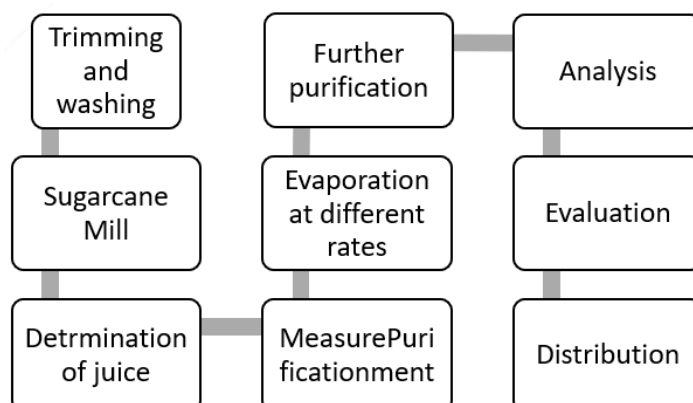 Trimming
and
washing
Sugarcane
Mill
Detrmination
of juice
MeasurePuri
ficationment
Evaporation
at different
rates
Further
purification
Analysis
Evaluation
Distribution